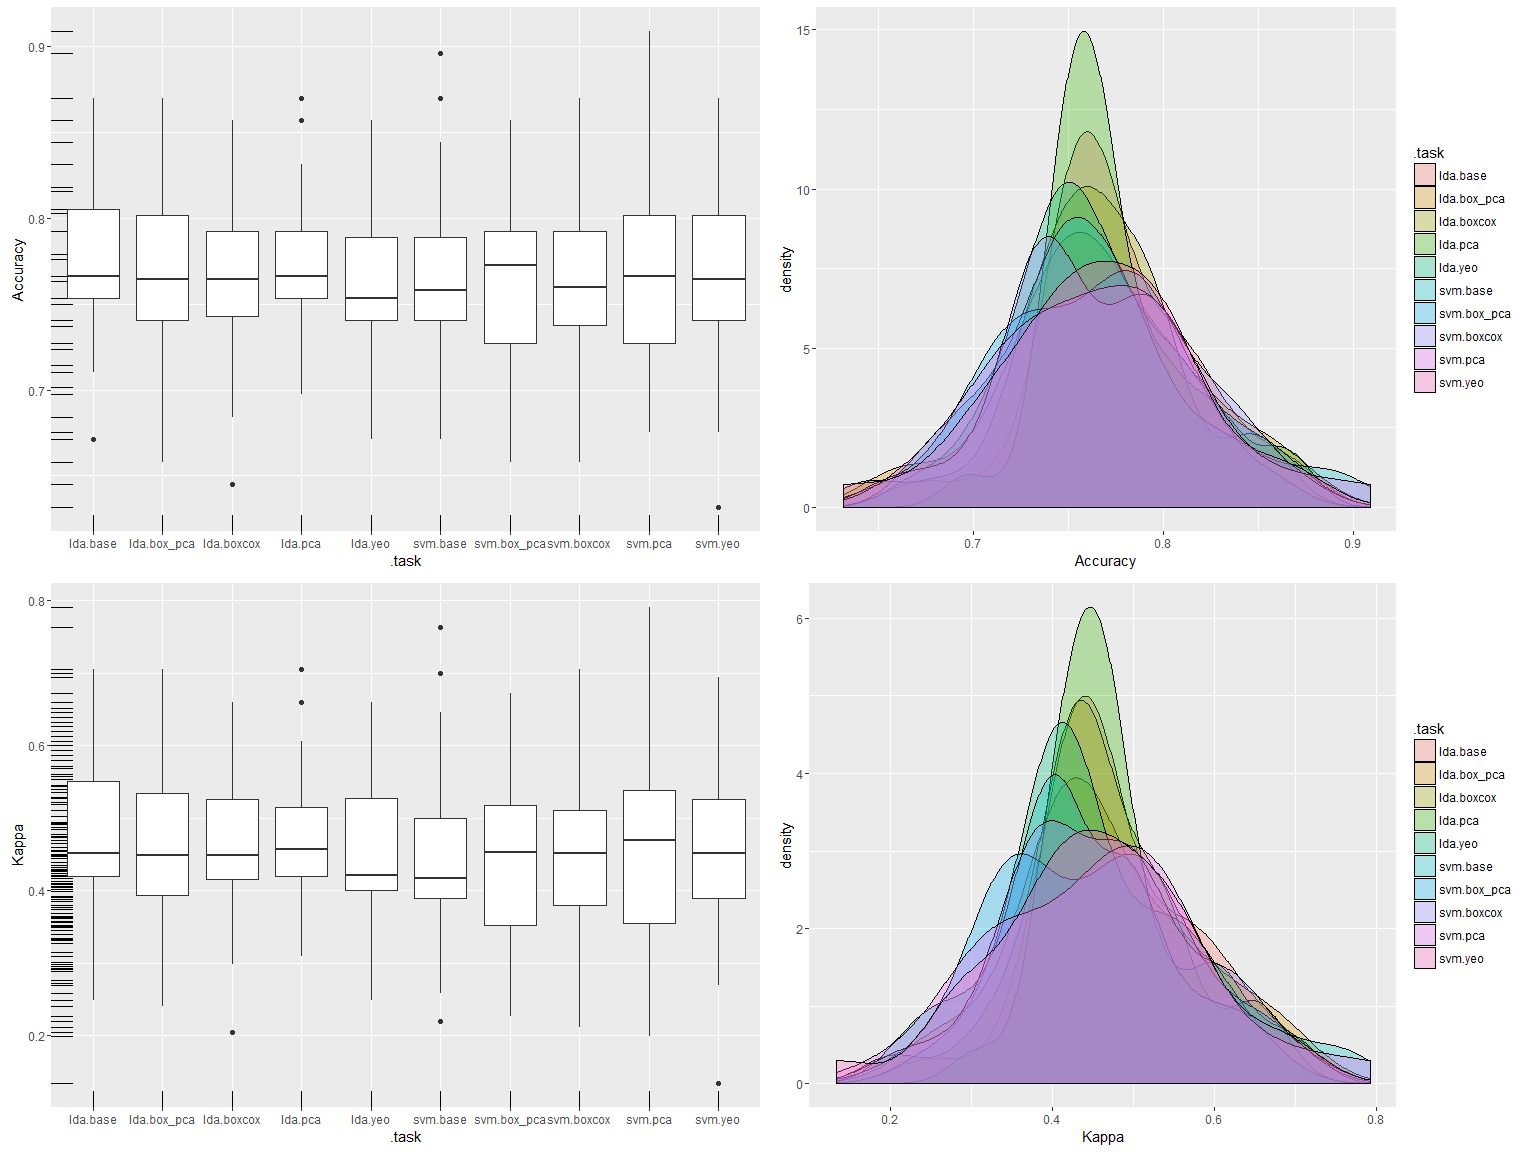 Accuracy
0.9
0.8
0.7
lda.base lda.box_pca lda.boxcox lda.pca lda.yeo svm.base svm.box_pca svm.boxcox svm.pca svm.yeo
.task
density
15
10
5
0
0.7 0.8 0.9
Accuracy
.task
lda.base
lda.box_pca
lda.boxcox
lda.pca
lda.yeo
svm.base
svm.box_pca
svm.boxcox
svm.pca
svm.yeo
Kappa
0.8
0.6
0.4
0.2
lda.base lda.box_pca lda.boxcox lda.pca lda.yeo svm.base svm.box_pca svm.boxcox svm.pca svm.yeo
.task
density
6
4
2
0
0.2 0.4 0.6 0.8
Kappa
.task
lda.base
lda.box_pca
lda.boxcox
lda.pca
lda.yeo
svm.base
svm.box_pca
svm.boxcox
svm.pca
svm.yeo